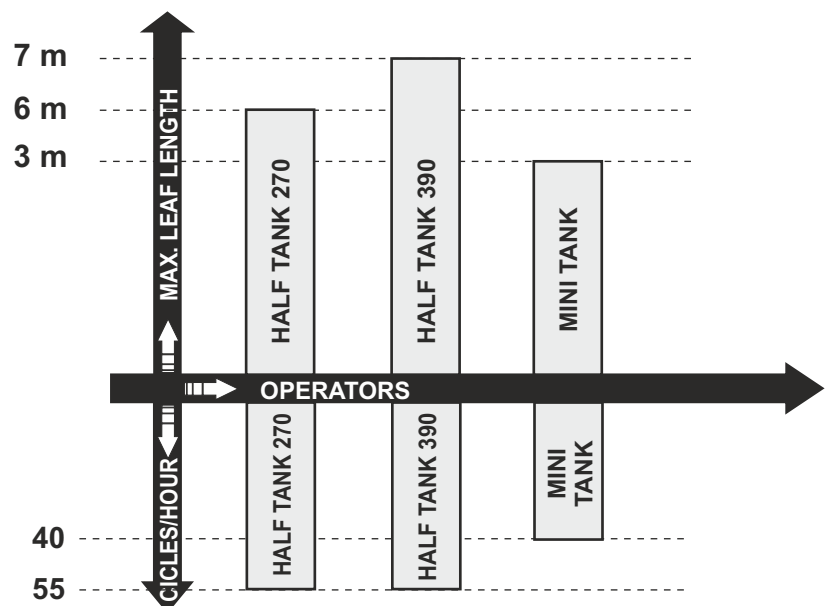 7 m
6 m
3 m
MAX. LEAF LENGTH
HALF TANK 270
HALF TANK 390
MINI TANK
OPERATORS
CICLES/HOUR
HALF TANK 270
HALF TANK 390
MINI
TANK
40
55